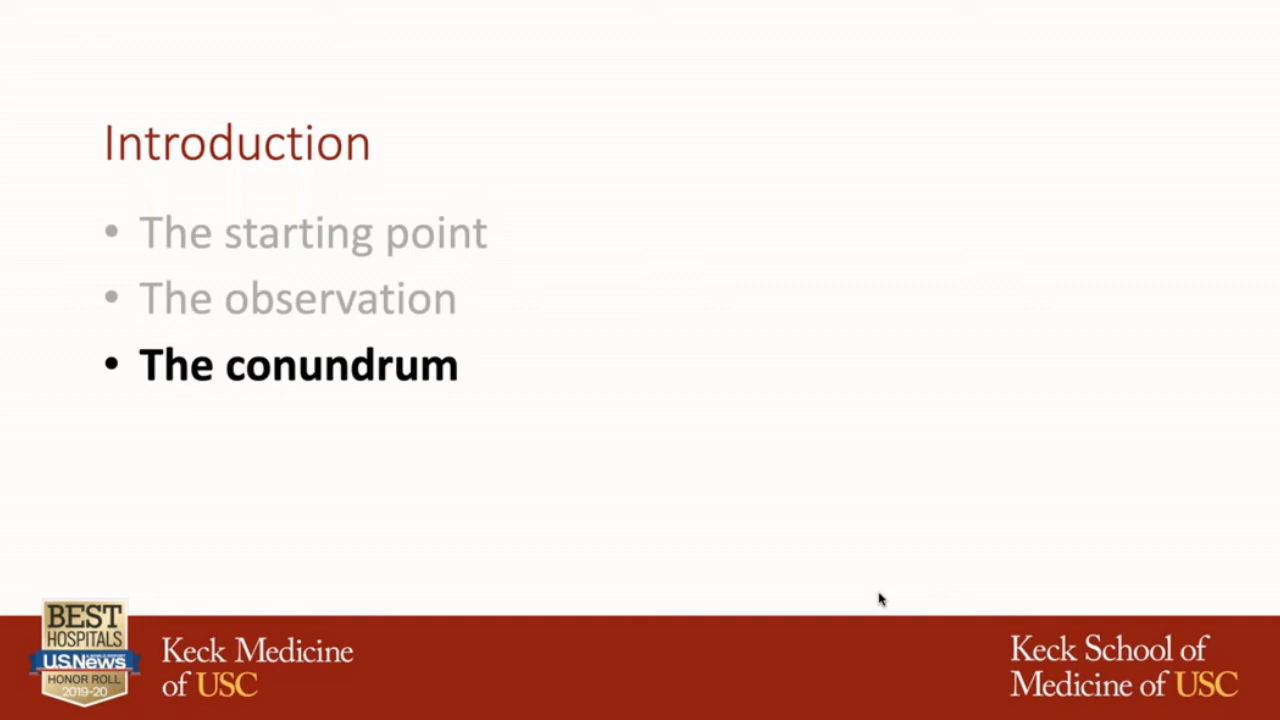 Introduction
• The starting point
• The observation
• The conundrum
BEST
HOSPITALS
U.S.News
HONOR ROLL
2019-20
Keck Medicine
of USC
Keck School of
Medicine of USC